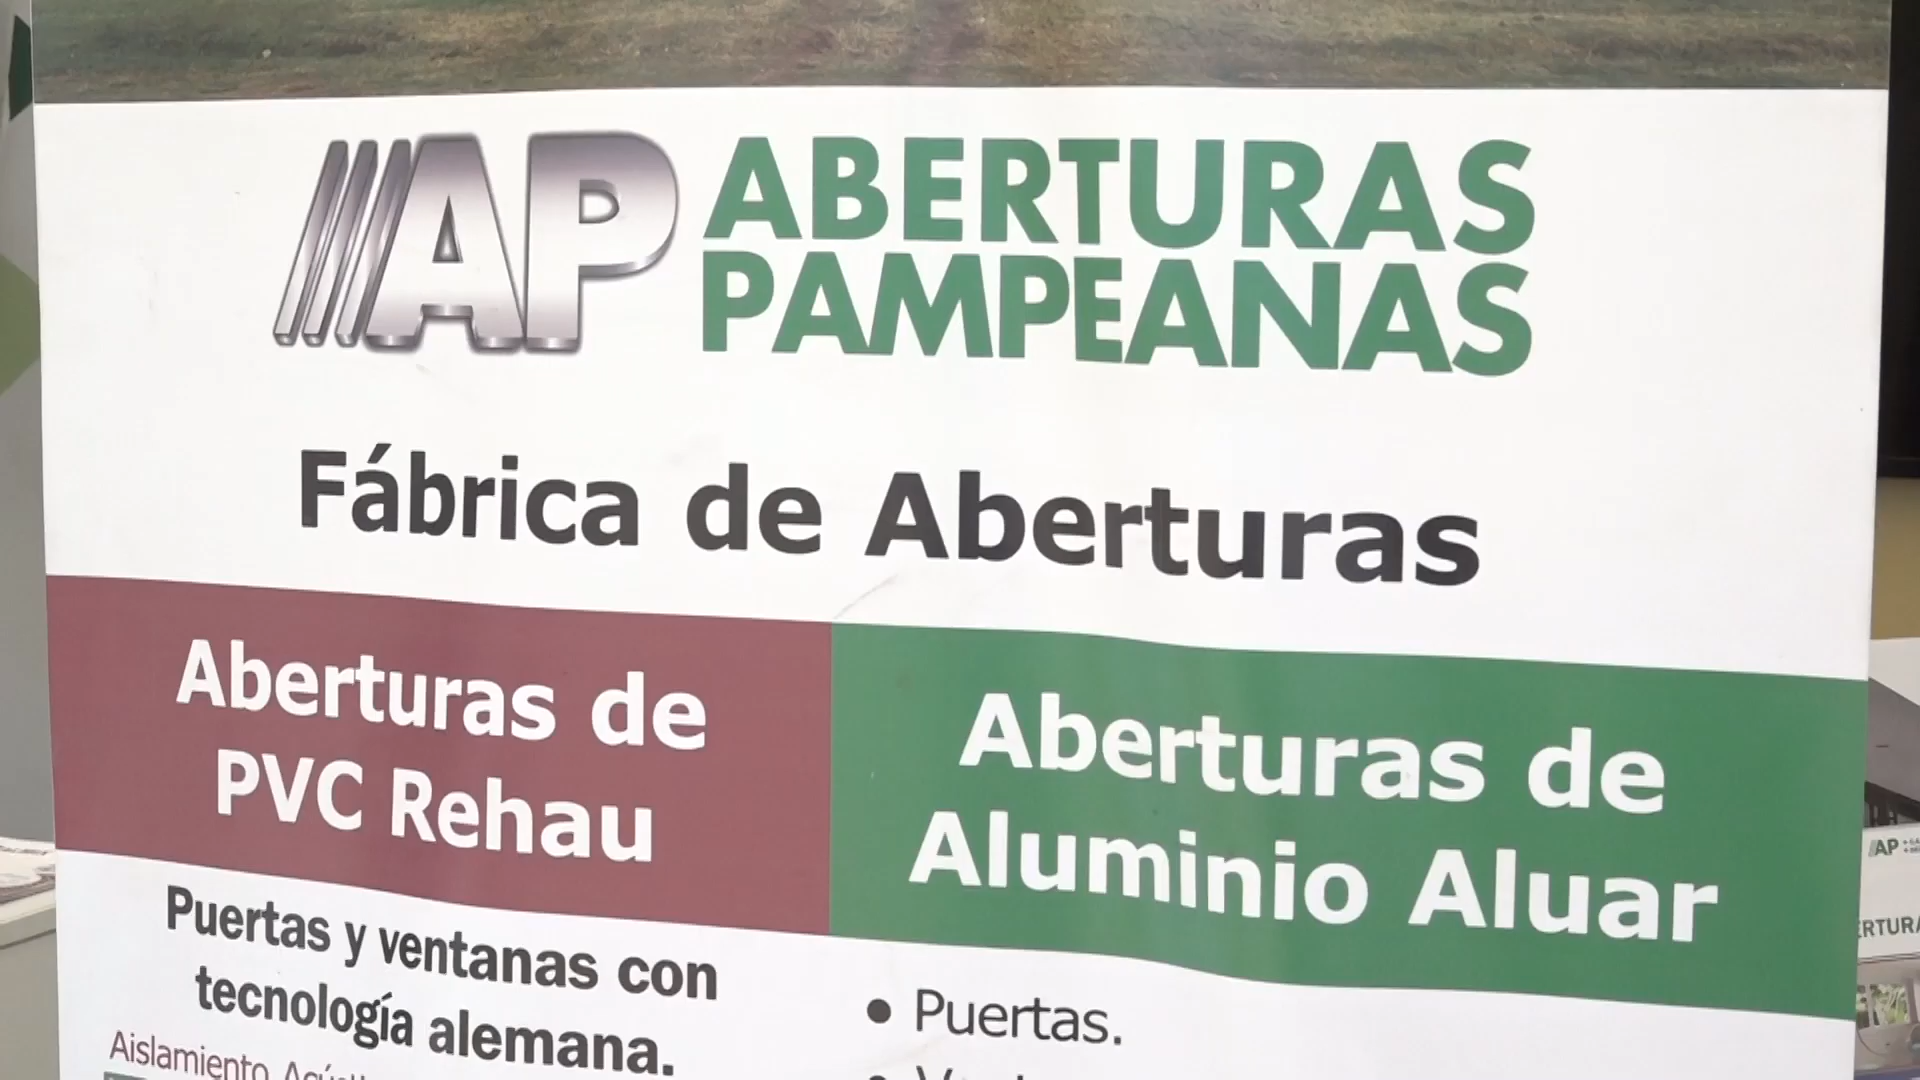 AP ABERTURAS
PAMPEANAS
Fábrica de Aberturas
Aberturas de
PVC Rehau
Aberturas de
Aluminio Aluar
Puertas y ventanas con
tecnología alemana.
Aislamiento
• Puertas.
AP